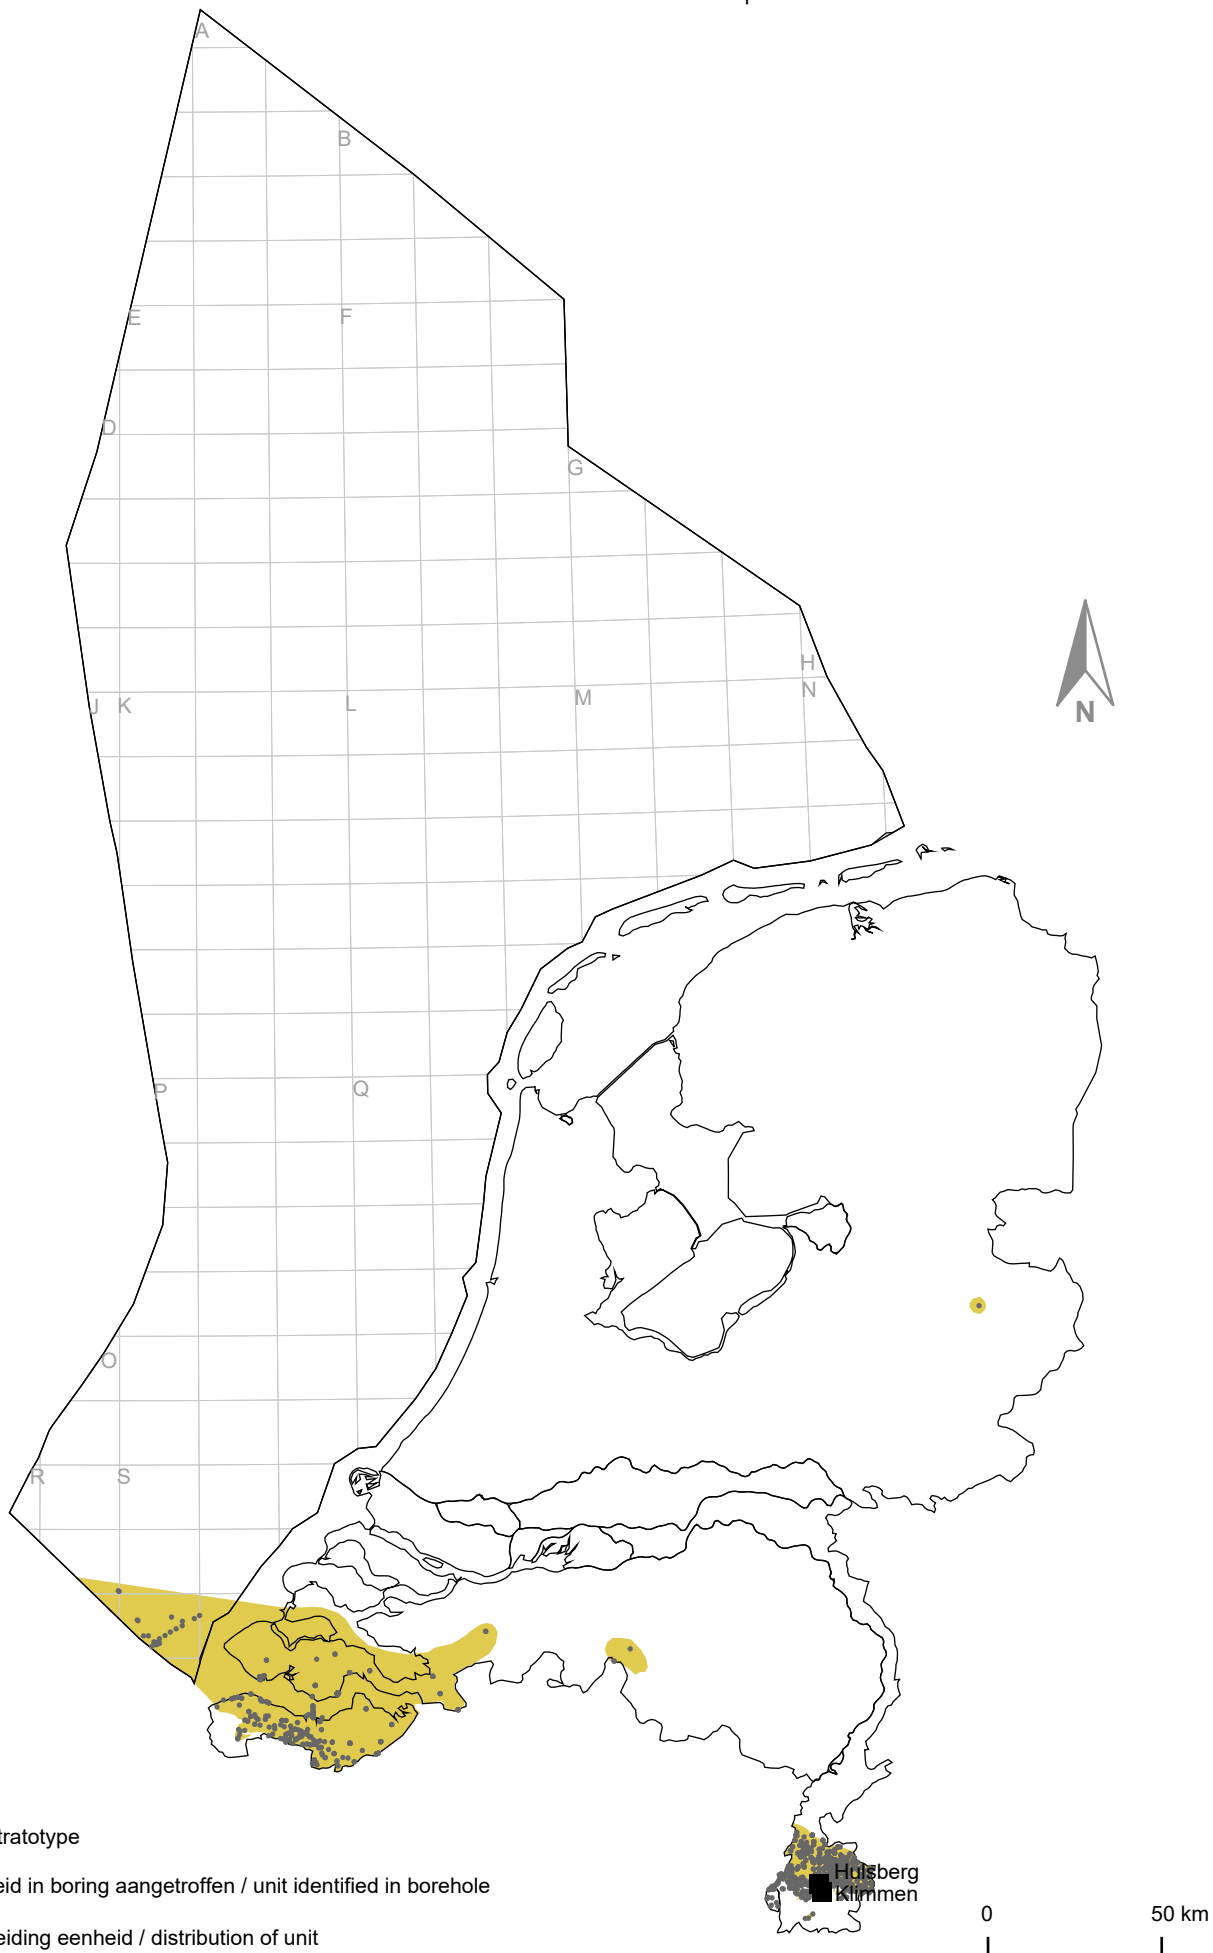 A
B
E
F
D
G
H
N
J K
L
M
N
P
Q
O
R
S
Hulsberg
Klimmen
tratotype
eid in boring aangetroffen / unit identified in borehole
eiding eenheid / distribution of unit
0
50 km